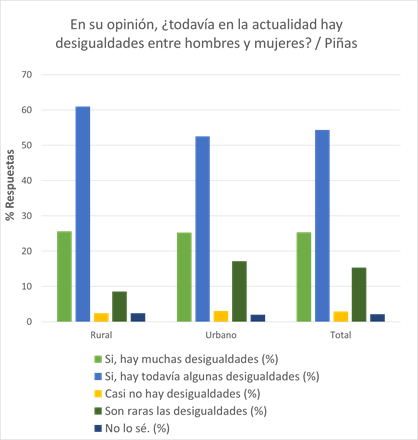 En su opinión, ¿todavía en la actualidad hay
desigualdades entre hombres y mujeres? / Piñas
% Respuestas
70
60
50
40
30
20
10
0
Rural Urbano Total
Si, hay muchas desigualdades (%)
Si, hay todavía algunas desigualdades (%)
Casi no hay desigualdades (%)
Son raras las desigualdades (%)
No lo sé. (%)